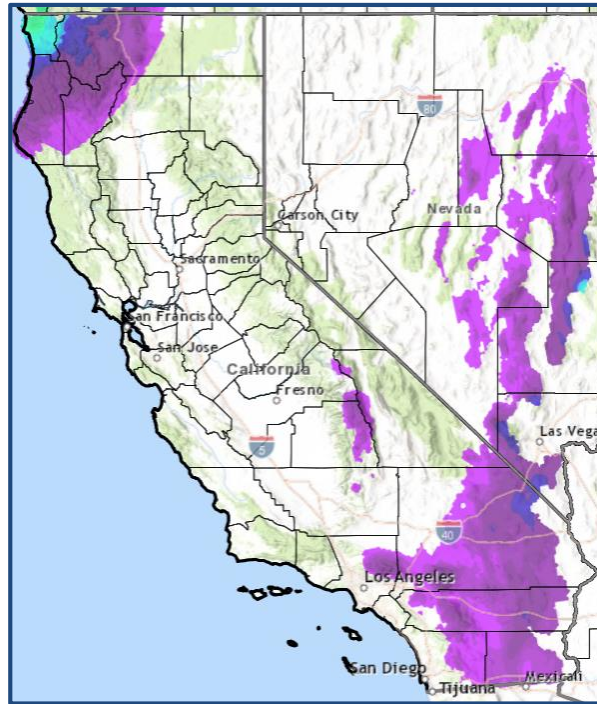 80
Carson City
Nevada
Sacramento
San Francisco
San Jose
California
Fresno
5
Las Vega
40
Los Angeles
San Diego
Tijuana
Mexicali